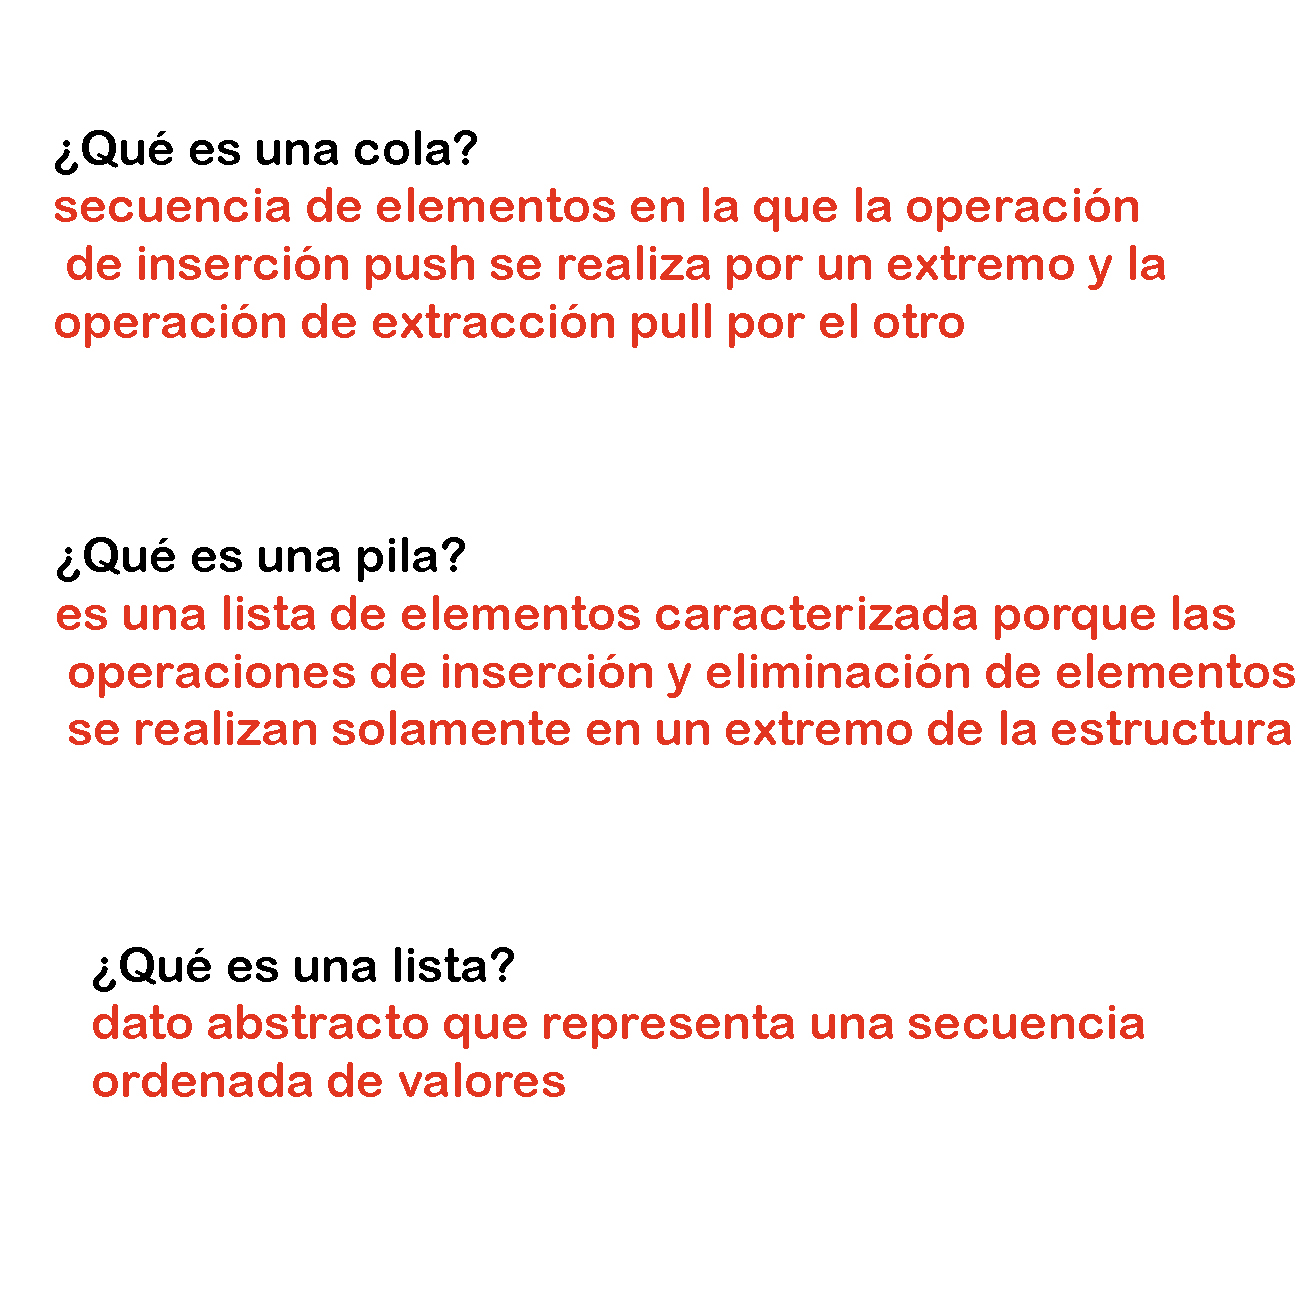 ¿Qué es una cola?
secuencia de elementos en la que la operación
de inserción push se realiza por un extremo y la
operación de extracción pull por el otro
¿Qué es una pila?
es una lista de elementos caracterizada porque las
operaciones de inserción y eliminación de elementos
se realizan solamente en un extremo de la estructura
¿Qué es una lista?
dato abstracto que representa una secuencia
ordenada de valores